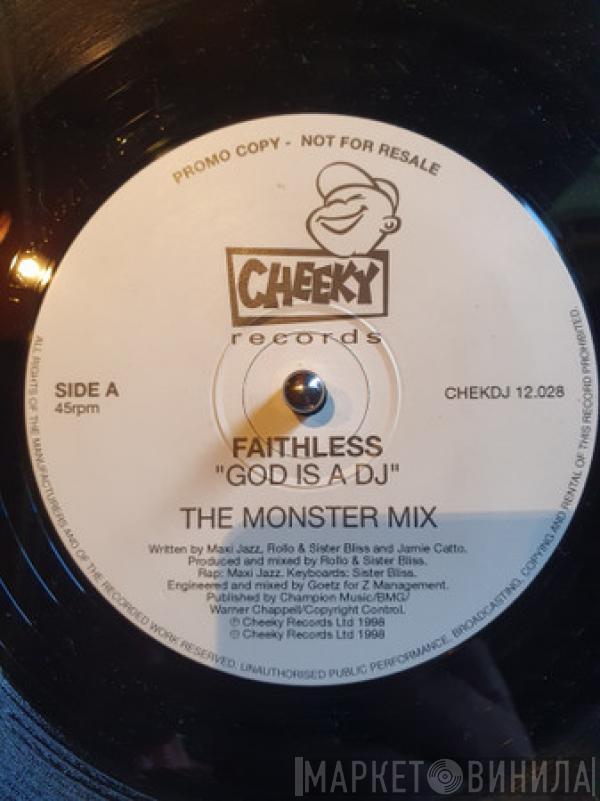 PROMO COPY - NOT FOR RESALE
CHEEKY
records
SIDE A
45rpm
CHEKDJ 12.028
FAITHLESS
"GOD IS A DJ"
THE MONSTER MIX
Written by Maxi Jazz, Rollo & Sister Bliss and Jamie Catto.
Produced and mixed by Rollo & Sister Bliss.
Rap: Maxi Jazz. Keyboards: Sister Bliss.
Engineered and mixed by Goetz for Z Management.
Published by Champion Music/BMG/
Warner Chappell/Copyright Control.
℗ Cheeky Records Ltd 1998
© Cheeky Records Ltd 1998
ALL RIGHTS OF THE MANUFACTURERS AND OF THE RECORDED WORK RESERVED. UNAUTHORISED PUBLIC PERFORMANCE, BROADCASTING, COPYING AND RENTAL OF THIS RECORD PROHIBITED.
МАРКЕТ ВИНИЛА